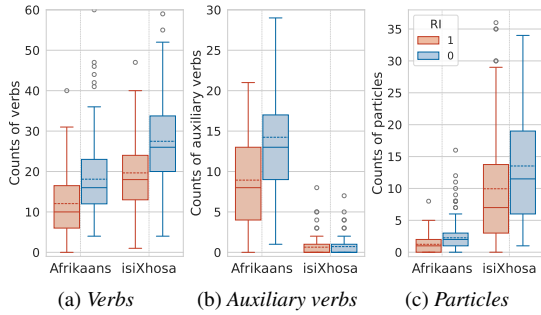 Counts of verbs
60
50
40
30
20
10
0
Afrikaans isiXhosa
(a) Verbs
Counts of auxiliary verbs
30
25
20
15
10
5
0
Afrikaans isiXhosa
(b) Auxiliary verbs
Counts of particles
35
30
25
20
15
10
5
0
RI
1
0
Afrikaans isiXhosa
(c) Particles